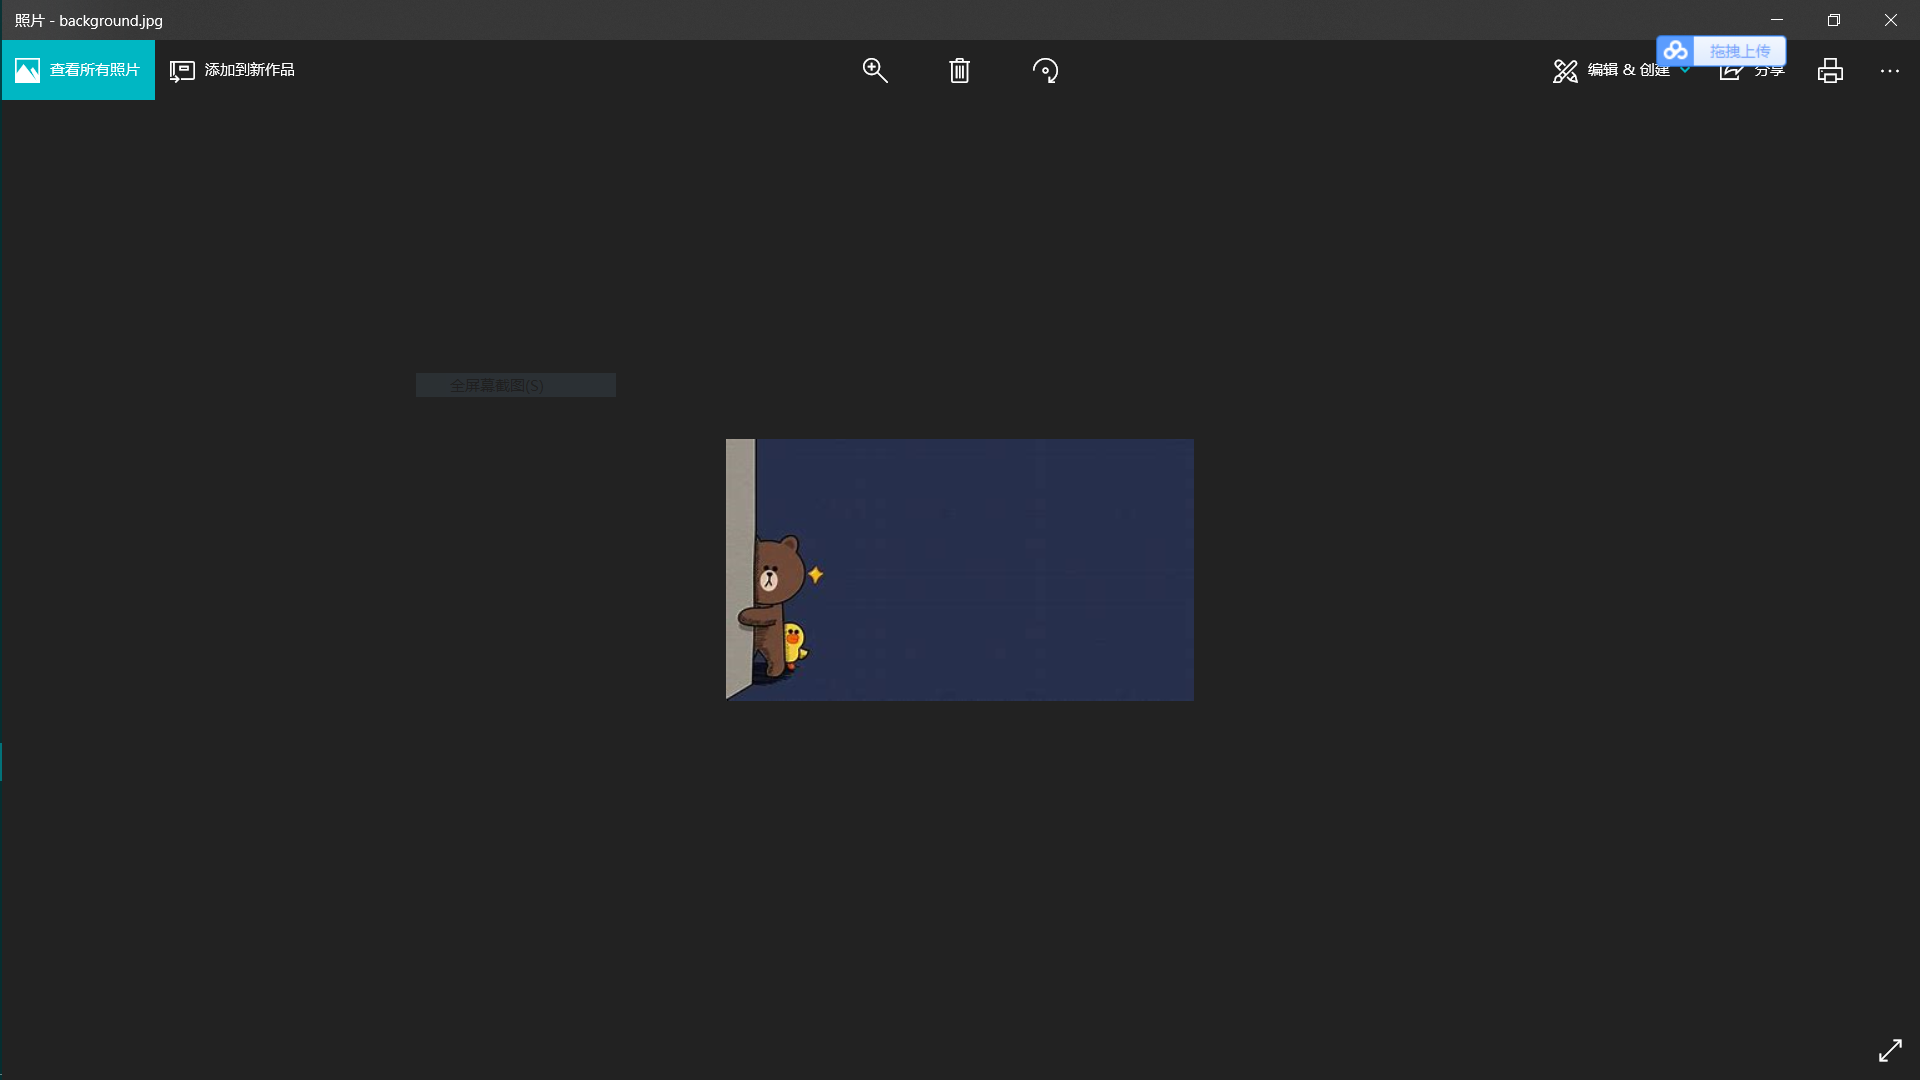 照片 - background.jpg
拖拽上传
查看所有照片
添加到新作品
编辑 & 创建
分享
全屏幕截图(S)